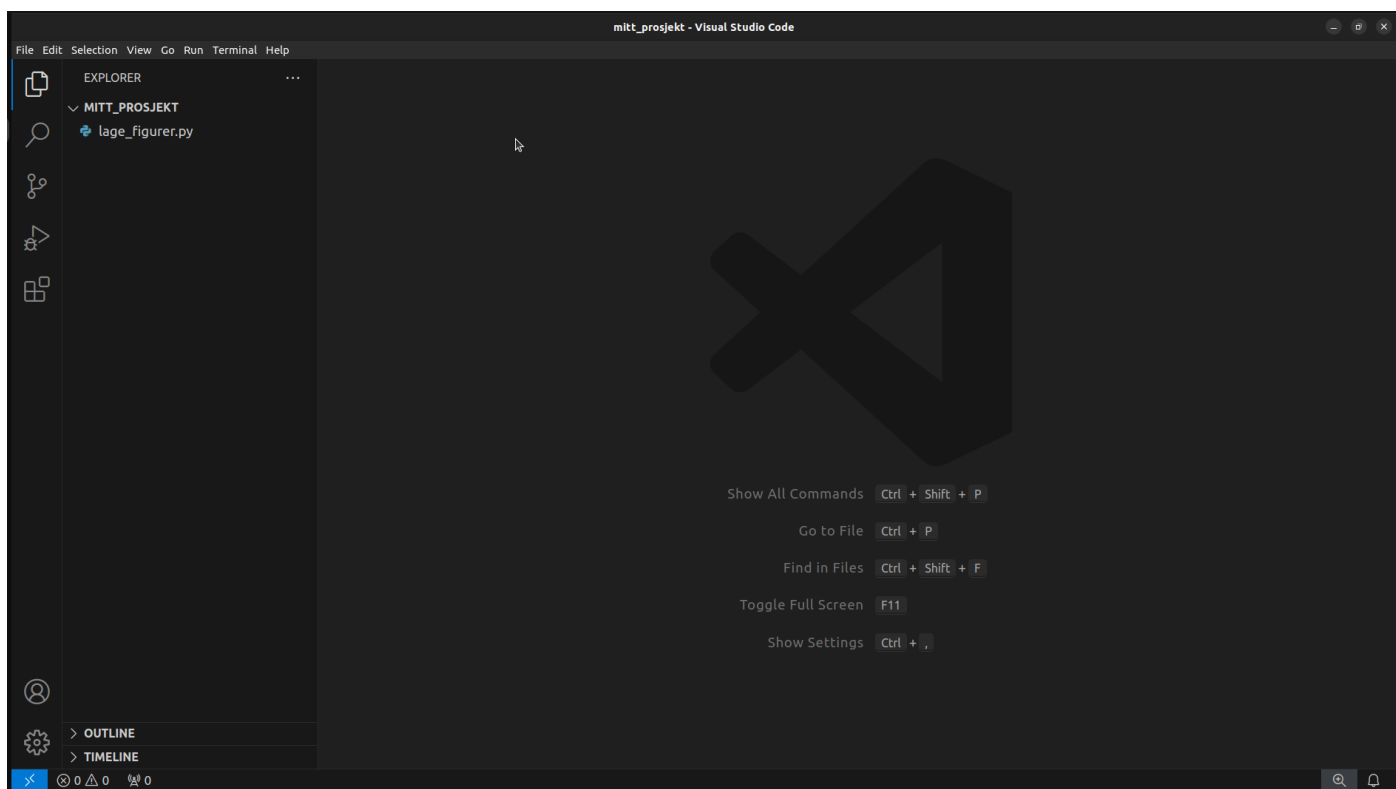 mitt_prosjekt - Visual Studio Code
File Edit Selection View Go Run Terminal Help
EXPLORER
MITT_PROSJEKT
lage_figurer.py
Show All Commands Ctrl + Shift + P
Go to File Ctrl + P
Find in Files Ctrl + Shift + F
Toggle Full Screen F11
Show Settings Ctrl + ,
OUTLINE
TIMELINE
0 0 0